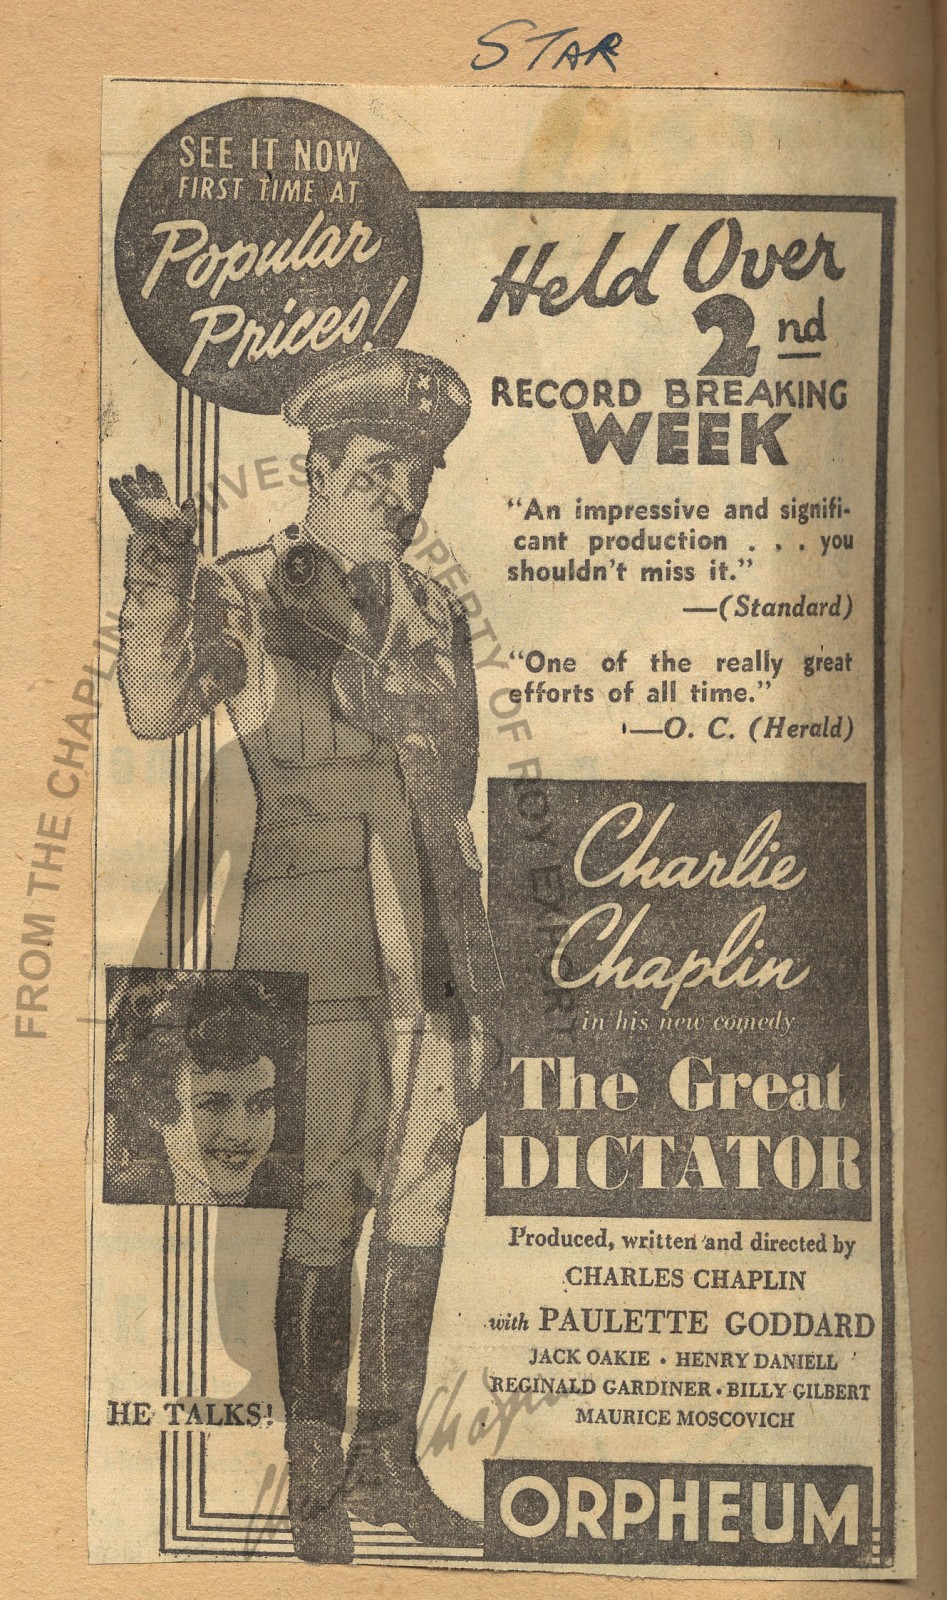 STAR
SEE IT NOW
FIRST TIME AT
Popular
Prices!
Held Over
2nd
RECORD BREAKING
WEEK
"An impressive and signifi-
cant production . . . you
shouldn't miss it."
—(Standard)
"One of the really great
efforts of all time."
—O. C. (Herald)
Charlie
Chaplin
in his new comedy
The Great
DICTATOR
Produced, written and directed by
CHARLES CHAPLIN
with PAULETTE GODDARD
JACK OAKIE • HENRY DANIELL
REGINALD GARDINER • BILLY GILBERT
MAURICE MOSCOVICH
HE TALKS!
ORPHEUM
FROM THE CHAPLIN ARCHIVES PROPERTY OF ROY EXPORT